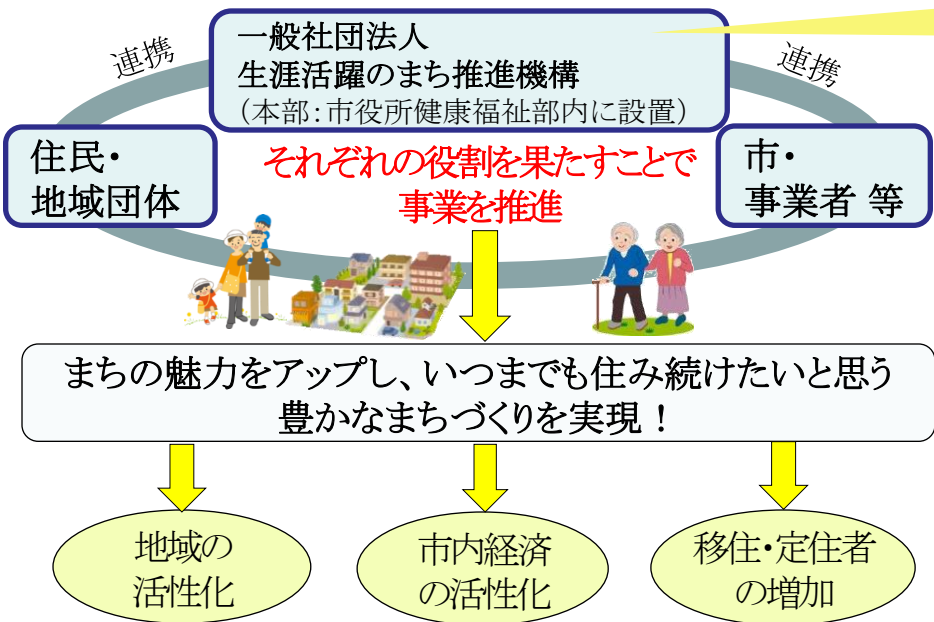 一般社団法人
生涯活躍のまち推進機構
（本部：市役所健康福祉部内に設置）
連携
連携
住民・
地域団体
それぞれの役割を果たすことで
事業を推進
市・
事業者 等
まちの魅力をアップし、いつまでも住み続けたいと思う
豊かなまちづくりを実現！
地域の
活性化
市内経済
の活性化
移住・定住者
の増加